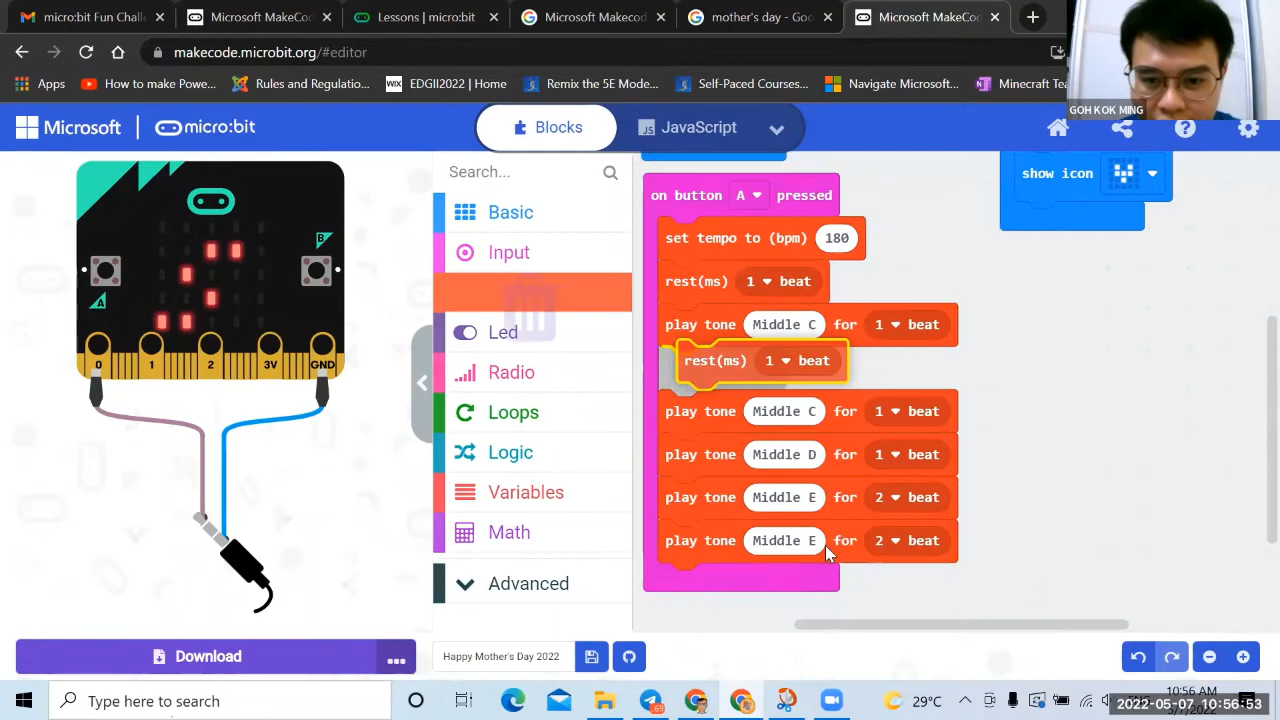 micro:bit Fun Chall
Microsoft MakeCode
Lessons | micro:bit
Microsoft Makecod
mother's day - Goo
Microsoft MakeCo
makecode.microbit.org/#editor
Apps
How to make Power...
Rules and Regulatio...
WIX
EDGI2022 | Home
Remix the 5E Mode...
Self-Paced Courses...
Navigate Microsoft...
Minecraft Tea
GOH KOK MING
Microsoft
micro:bit
Blocks
JS
JavaScript
B
A
0
1
2
3V
GND
Download
Search...
Basic
Input
Led
Radio
Loops
Logic
Variables
Math
Advanced
on button A pressed
set tempo to (bpm) 180
rest(ms) 1 beat
play tone Middle C for 1 beat
rest(ms) 1 beat
play tone Middle C for 1 beat
play tone Middle D for 1 beat
play tone Middle E for 2 beat
play tone Middle E for 2 beat
show icon
Happy Mother's Day 2022
Type here to search
29°C
10:56 AM
2022-05-07 10:56:53